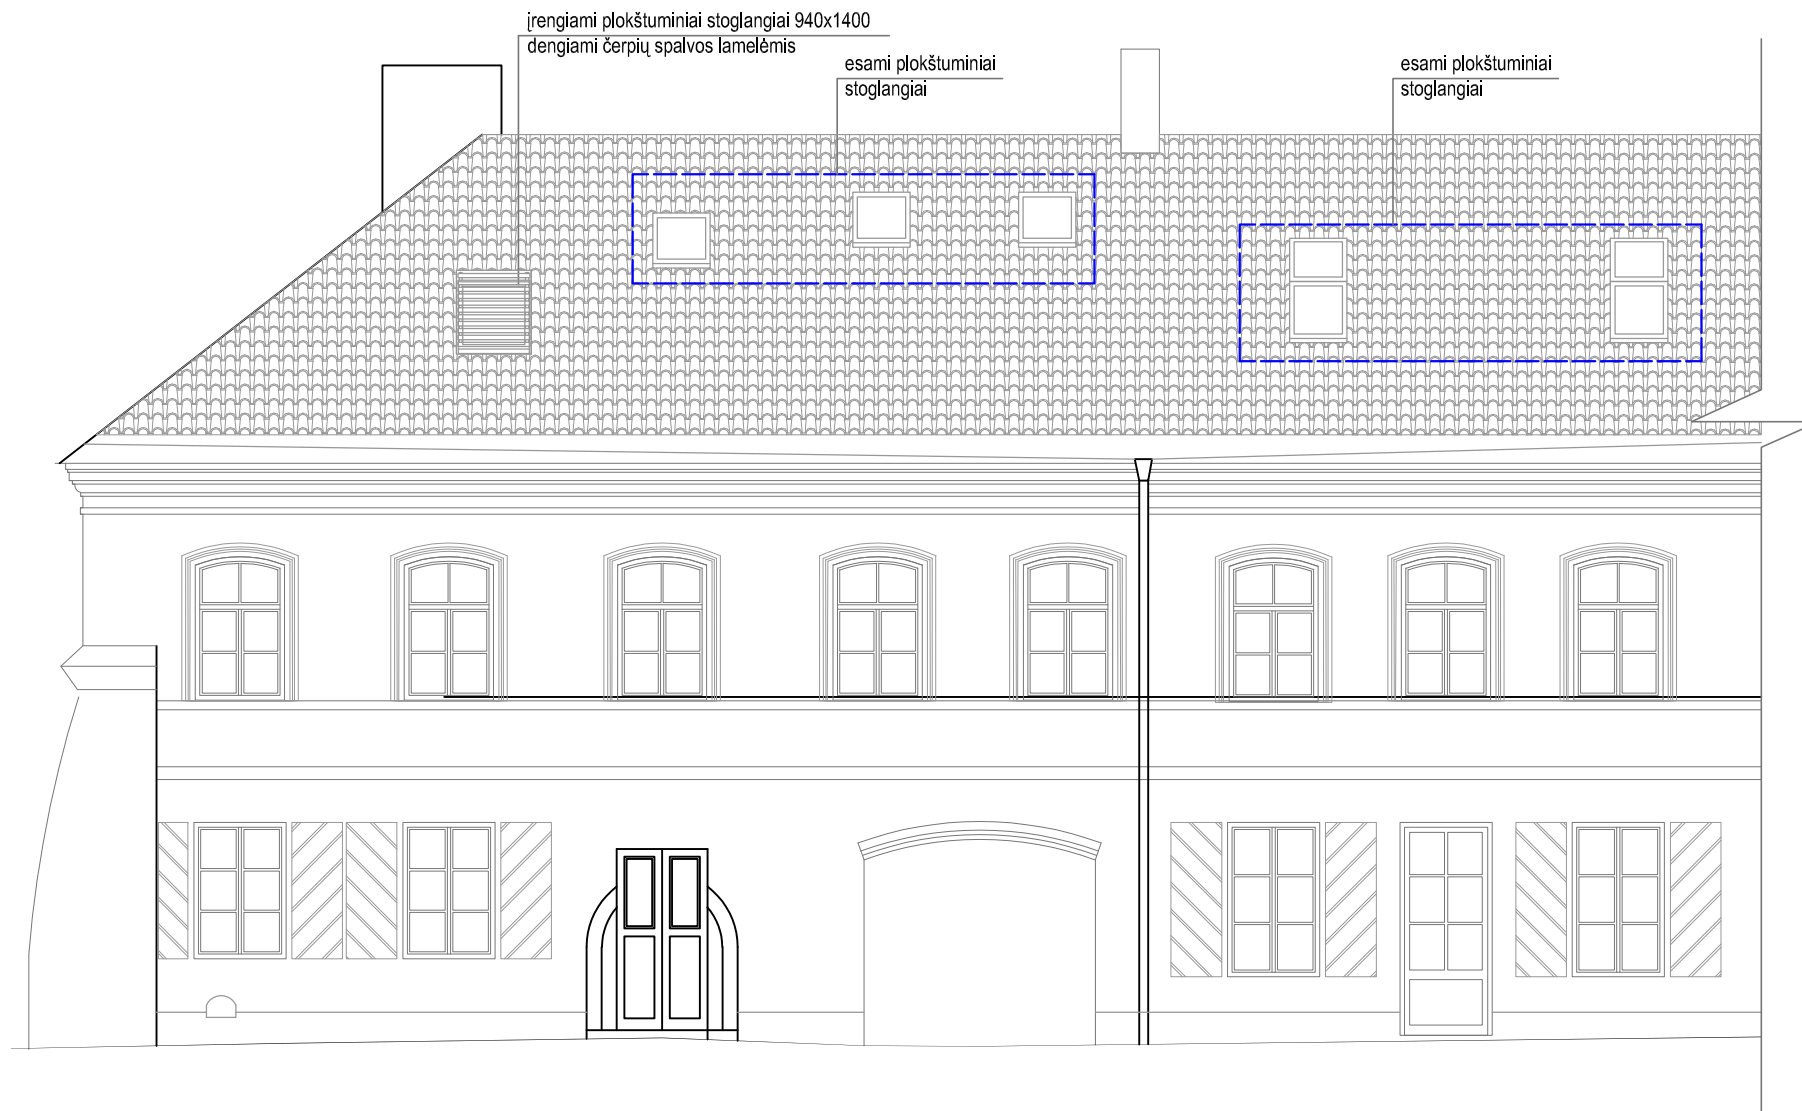 įrengiami plokštuminiai stoglangiai 940x1400
dengiami čerpių spalvos lamelėmis
esami plokštuminiai
stoglangiai
esami plokštuminiai
stoglangiai